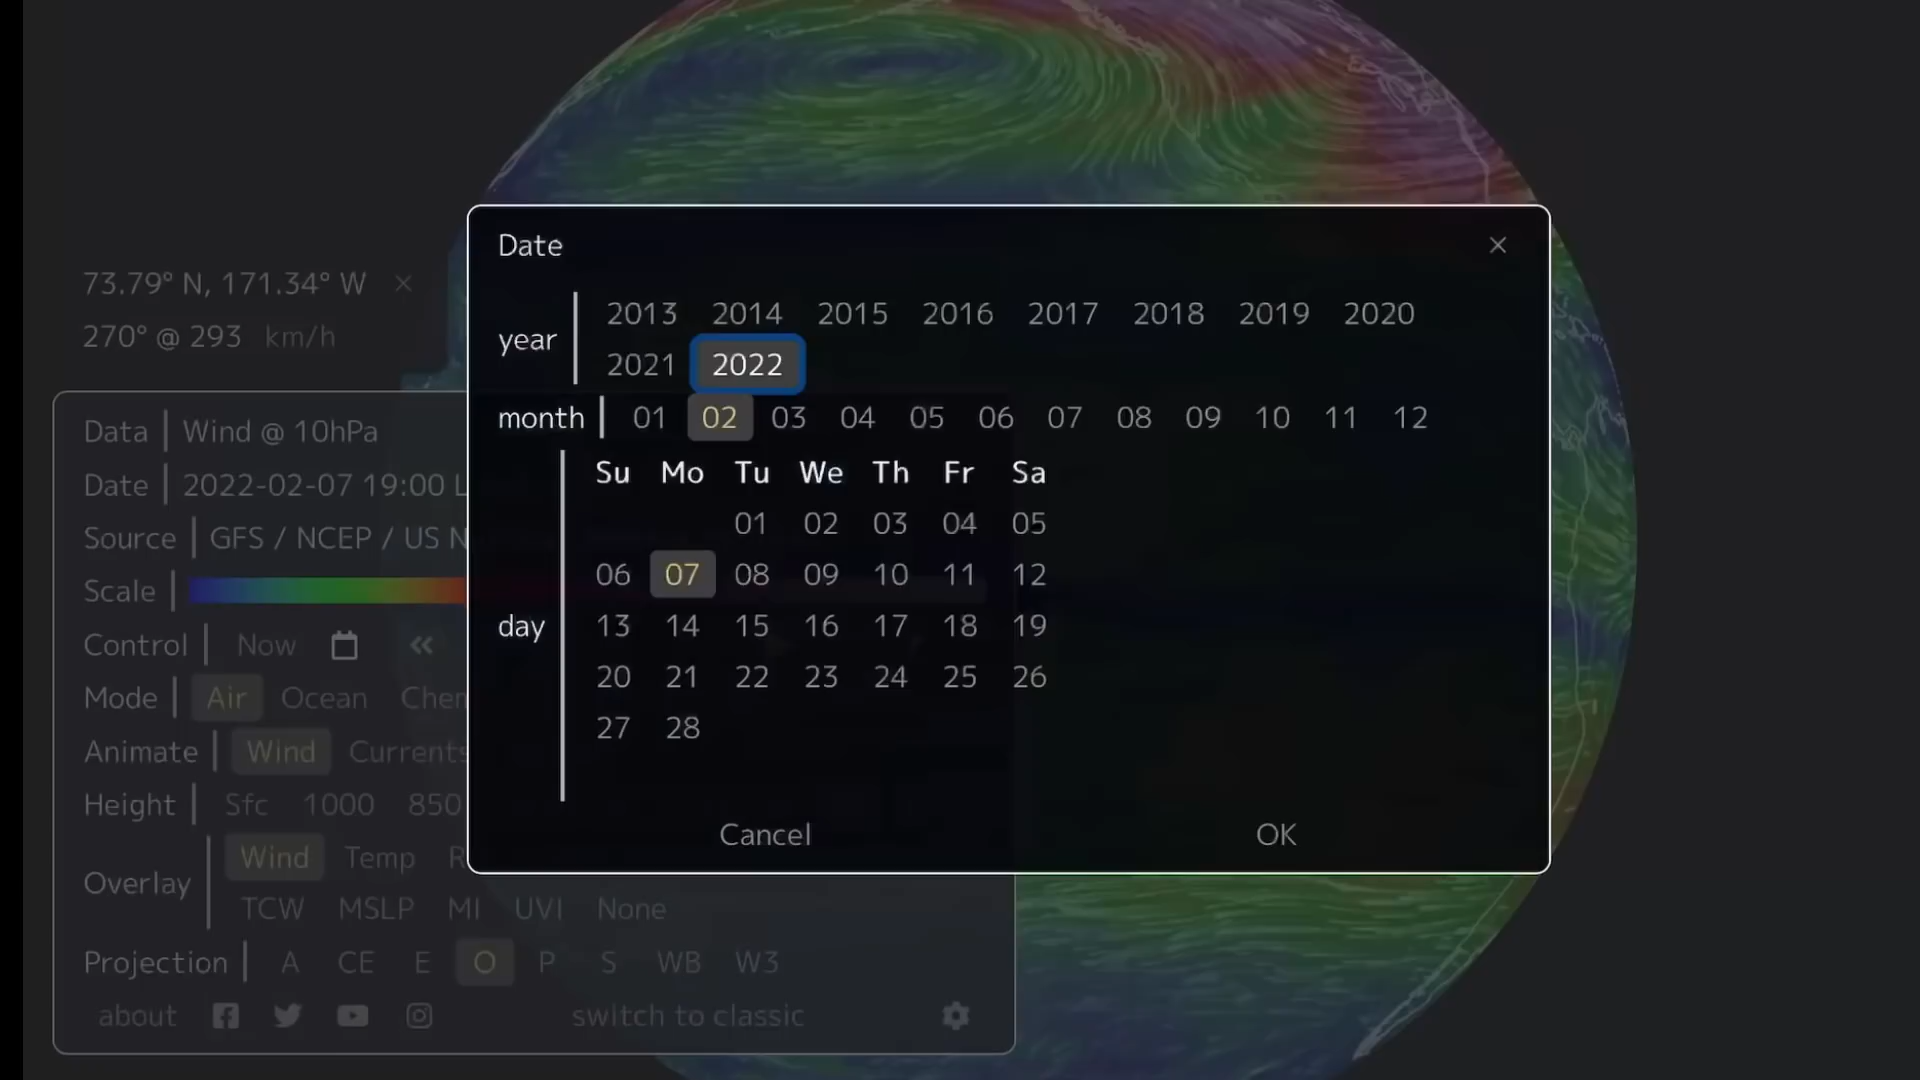 73.79° N, 171.34° W ×
270° @ 293 km/h
Data | Wind @ 10hPa
Date | 2022-02-07 19:00 L
Source | GFS / NCEP / US N
Scale
Control | Now «
Mode | Air Ocean Chem
Animate | Wind Currents
Height | Sfc 1000 850
Overlay | Wind Temp R
TCW MSLP MI UVI None
Projection | A CE E O P S WB W3
about switch to classic
Date ×
year
2013 2014 2015 2016 2017 2018 2019 2020
2021 2022
month | 01 02 03 04 05 06 07 08 09 10 11 12
day
Su Mo Tu We Th Fr Sa
01 02 03 04 05
06 07 08 09 10 11 12
13 14 15 16 17 18 19
20 21 22 23 24 25 26
27 28
Cancel OK